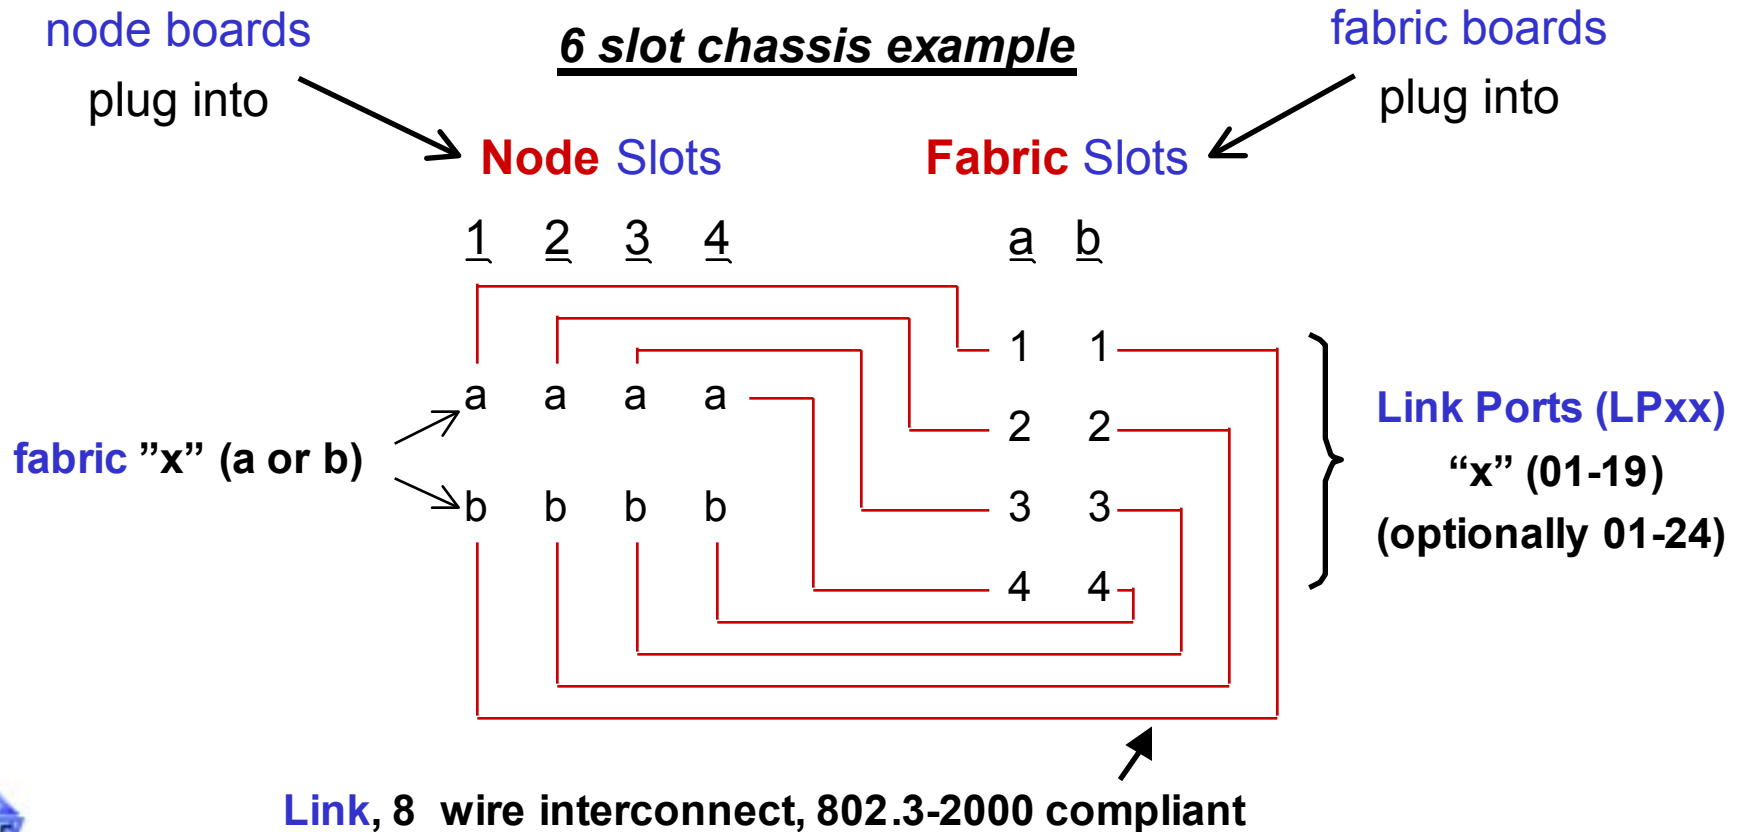 node boards
plug into
6 slot chassis example
fabric boards
plug into
Node Slots
Fabric Slots
1 2 3 4
a b
1 1
a a a a
2 2
fabric ”x” (a or b)
b b b b
3 3
4 4
Link Ports (LPxx)
“x” (01-19)
(optionally 01-24)
Link, 8 wire interconnect, 802.3-2000 compliant